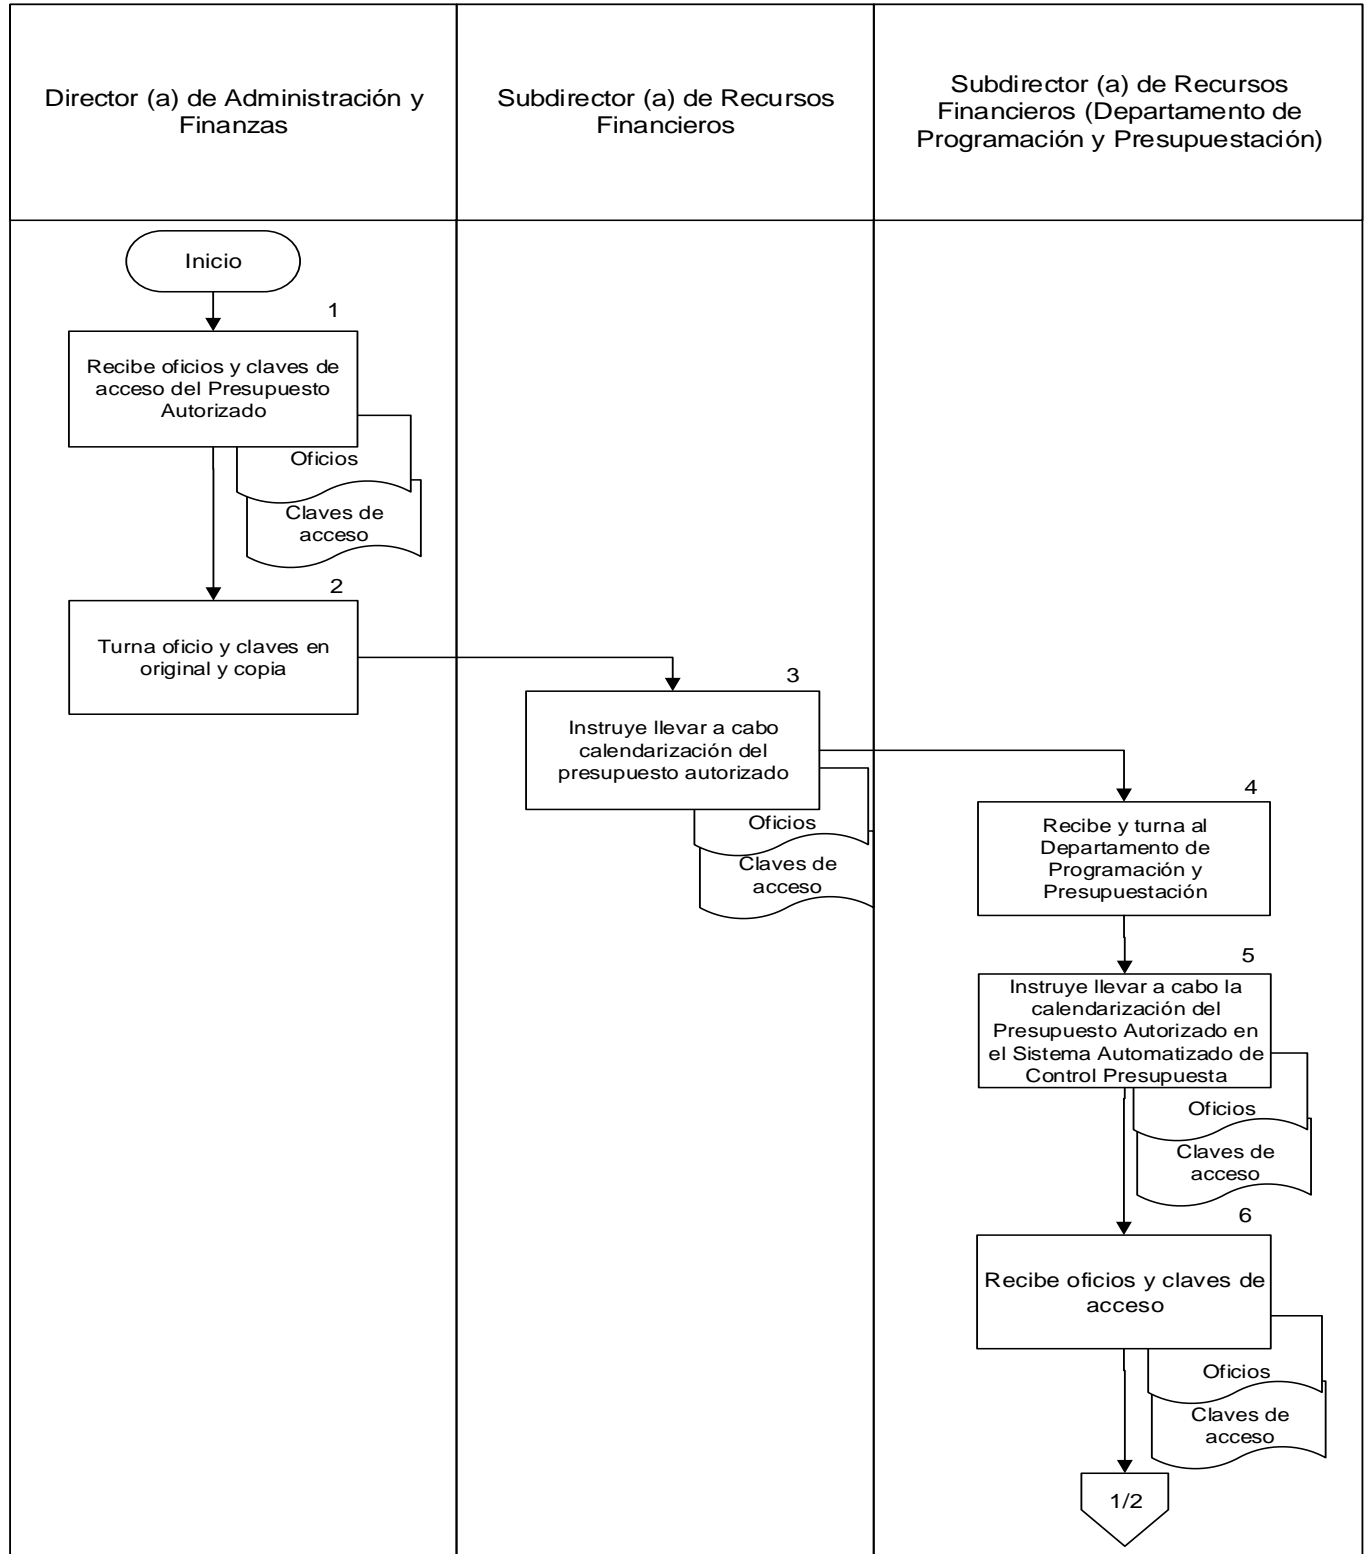 Director (a) de Administración y
Finanzas
Subdirector (a) de Recursos
Financieros
Subdirector (a) de Recursos
Financieros (Departamento de
Programación y Presupuestación)
Inicio
1
Recibe oficios y claves de
acceso del Presupuesto
Autorizado
Oficios
Claves de
acceso
2
Turna oficio y claves en
original y copia
3
Instruye llevar a cabo
calendarización del
presupuesto autorizado
Oficios
Claves de
acceso
4
Recibe y turna al
Departamento de
Programación y
Presupuestación
5
Instruye llevar a cabo la
calendarización del
Presupuesto Autorizado en
el Sistema Automatizado de
Control Presupuesta
Oficios
Claves de
acceso
6
Recibe oficios y claves de
acceso
Oficios
Claves de
acceso
1/2